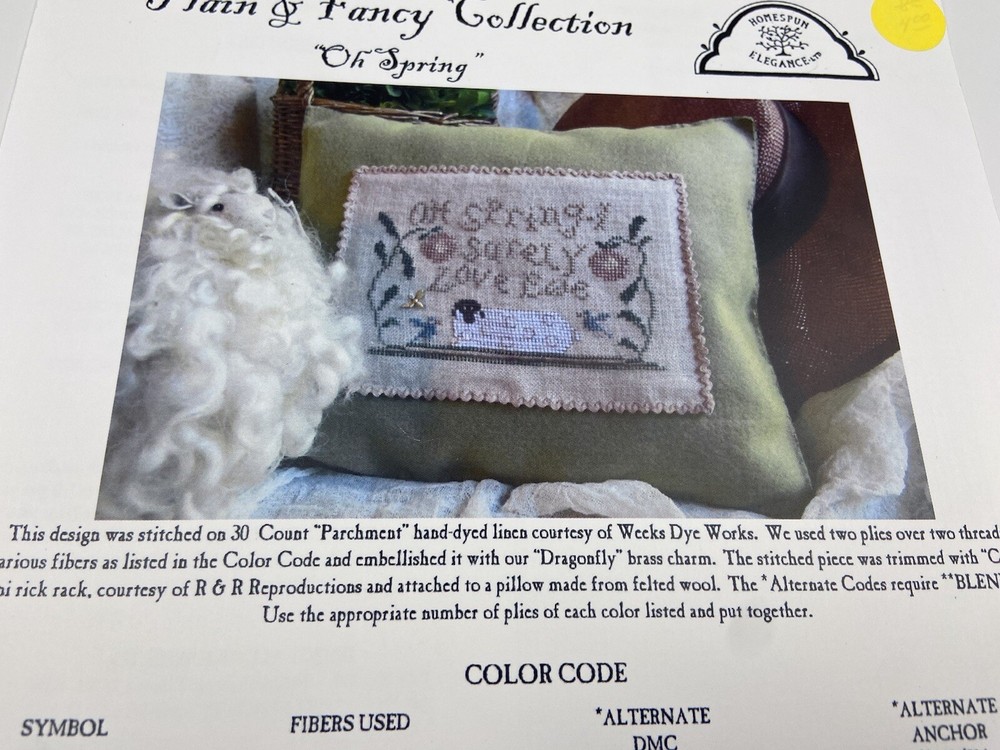 Plain & Fancy Collection
"Oh Spring"
HOMESPUN
ELEGANCE LTD
OH Spring-I
Surely
Love Ewe
This design was stitched on 30 Count "Parchment" hand-dyed linen courtesy of Weeks Dye Works. We used two plies over two thread
arious fibers as listed in the Color Code and embellished it with our "Dragonfly" brass charm. The stitched piece was trimmed with "C
ni rick rack, courtesy of R & R Reproductions and attached to a pillow made from felted wool. The *Alternate Codes require **BLEN
Use the appropriate number of plies of each color listed and put together.
COLOR CODE
SYMBOL
FIBERS USED
*ALTERNATE
DMC
*ALTERNATE
ANCHOR